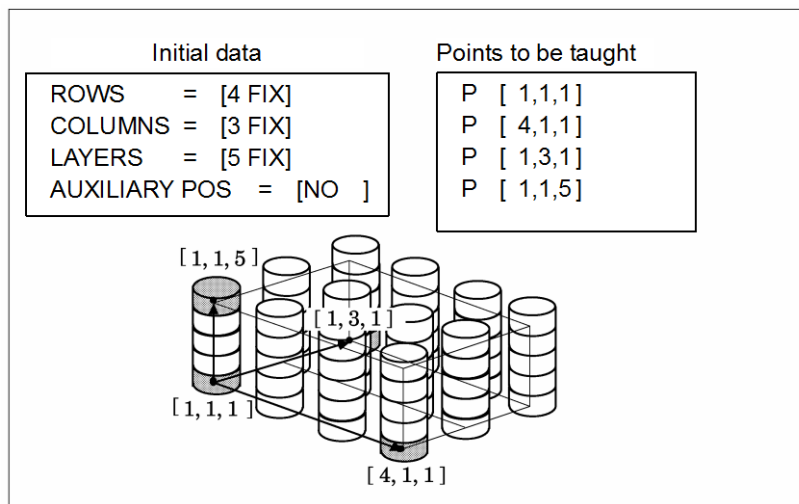 Initial data
ROWS = [4 FIX]
COLUMNS = [3 FIX]
LAYERS = [5 FIX]
AUXILIARY POS = [NO ]
Points to be taught
P [ 1,1,1]
P [ 4,1,1]
P [ 1,3,1]
P [ 1,1,5]
[ 1, 1, 5 ]
[ 1, 3, 1 ]
[ 1, 1, 1 ]
[ 4, 1, 1 ]